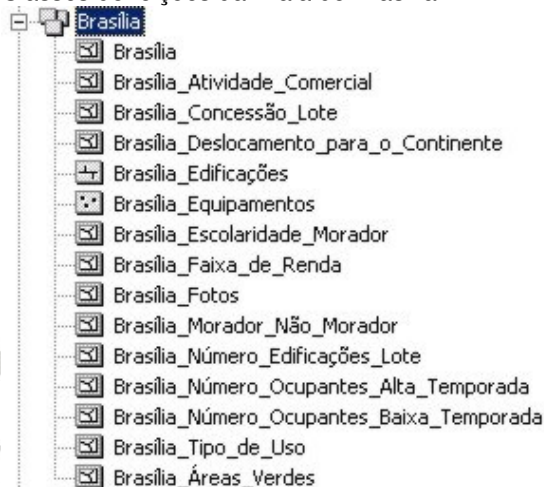 Brasília
Brasília
Brasília_Atividade_Comercial
Brasília_Concessão_Lote
Brasília_Deslocamento_para_o_Continente
Brasília_Edificações
Brasília_Equipamentos
Brasília_Escolaridade_Morador
Brasília_Faixa_de_Renda
Brasília_Fotos
Brasília_Morador_Não_Morador
Brasília_Número_Edificações_Lote
Brasília_Número_Ocupantes_Alta_Temporada
Brasília_Número_Ocupantes_Baixa_Temporada
Brasília_Tipo_de_Uso
Brasília_Áreas_Verdes